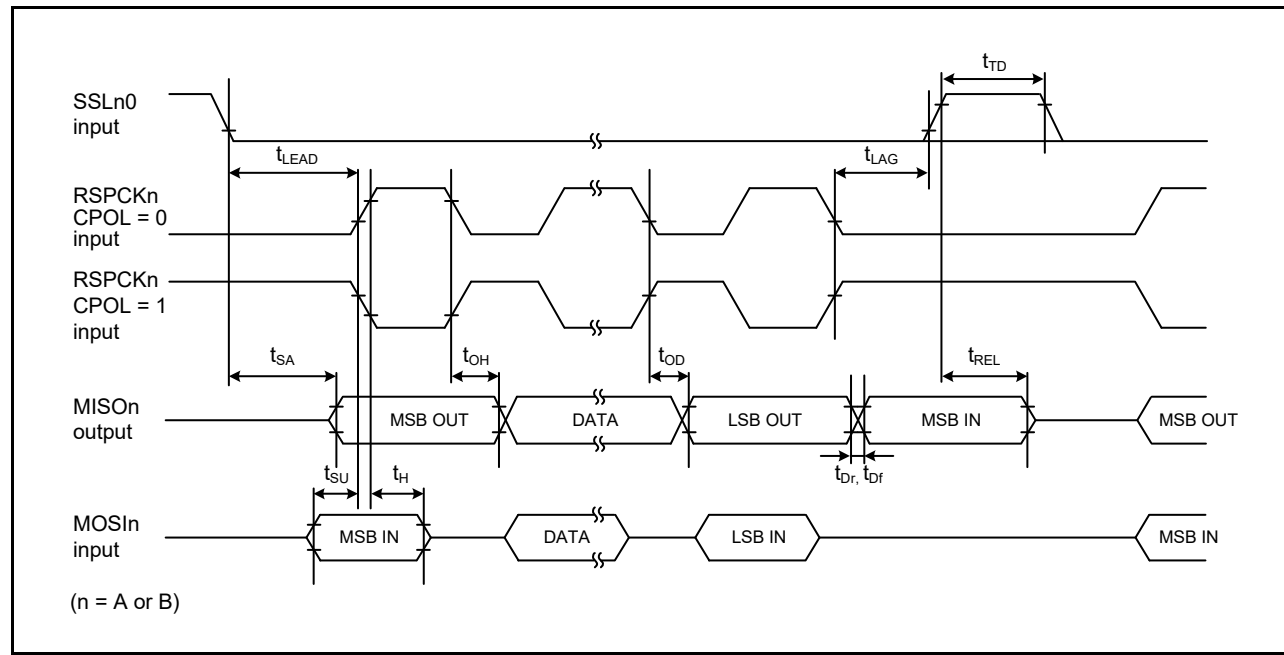 tTD
SSLn0
input
tLEAD
tLAG
RSPCKn
CPOL = 0
input
RSPCKn
CPOL = 1
input
tSA
tOH
tOD
tREL
MISOn
output
MSB OUT
DATA
LSB OUT
MSB IN
MSB OUT
tSU
tH
tDr, tDf
MOSIn
input
MSB IN
DATA
LSB IN
MSB IN
(n = A or B)